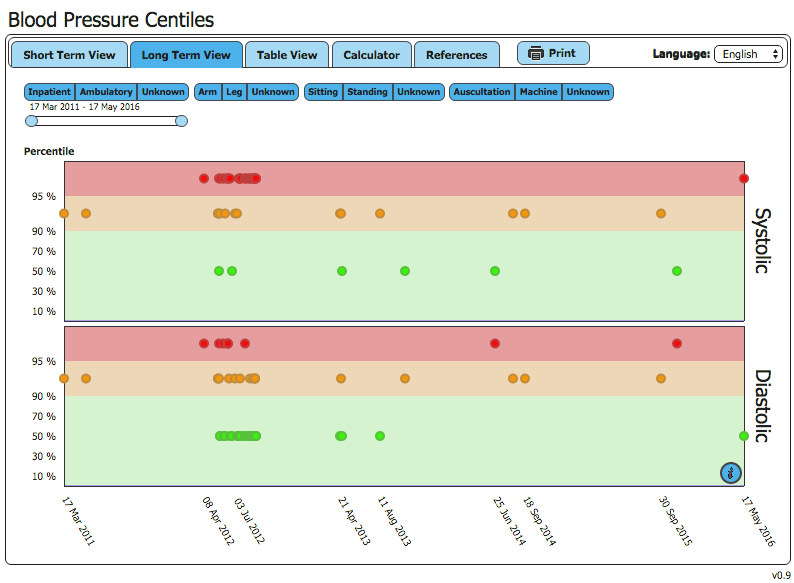 Blood Pressure Centiles
Short Term View Long Term View Table View Calculator References Print Language: English
Inpatient Ambulatory Unknown Arm Leg Unknown Sitting Standing Unknown Auscultation Machine Unknown
17 Mar 2011 - 17 May 2016
Percentile
95 %
90 %
70 %
50 %
30 %
10 %
Systolic
95 %
90 %
70 %
50 %
30 %
10 %
Diastolic
i
17 Mar 2011
08 Apr 2012
03 Jul 2012
21 Apr 2013
11 Aug 2013
25 Jun 2014
18 Sep 2014
30 Sep 2015
17 May 2016
v0.9